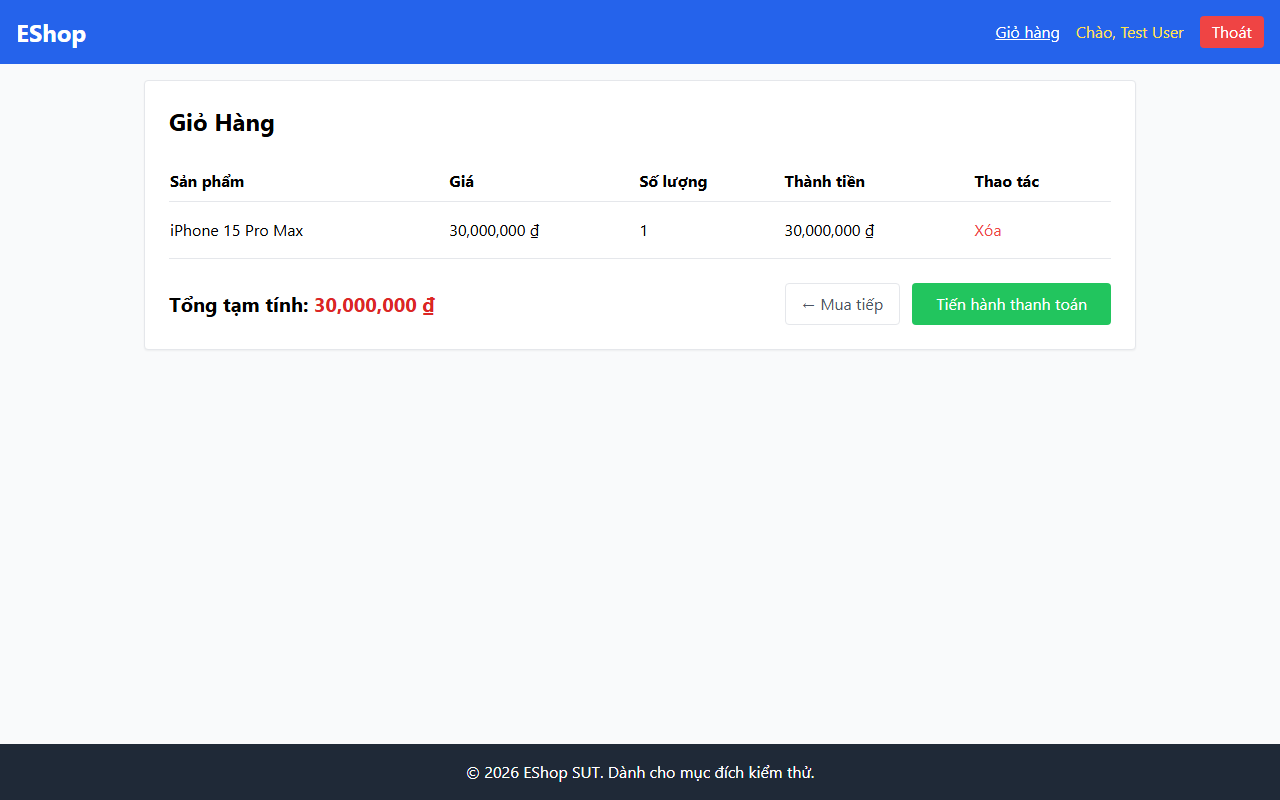 EShop Giỏ hàng Chào, Test User Thoát
Giỏ Hàng
Sản phẩm Giá Số lượng Thành tiền Thao tác
iPhone 15 Pro Max 30,000,000 ₫ 1 30,000,000 ₫ Xóa
Tổng tạm tính: 30,000,000 ₫ ← Mua tiếp Tiến hành thanh toán
© 2026 EShop SUT. Dành cho mục đích kiểm thử.